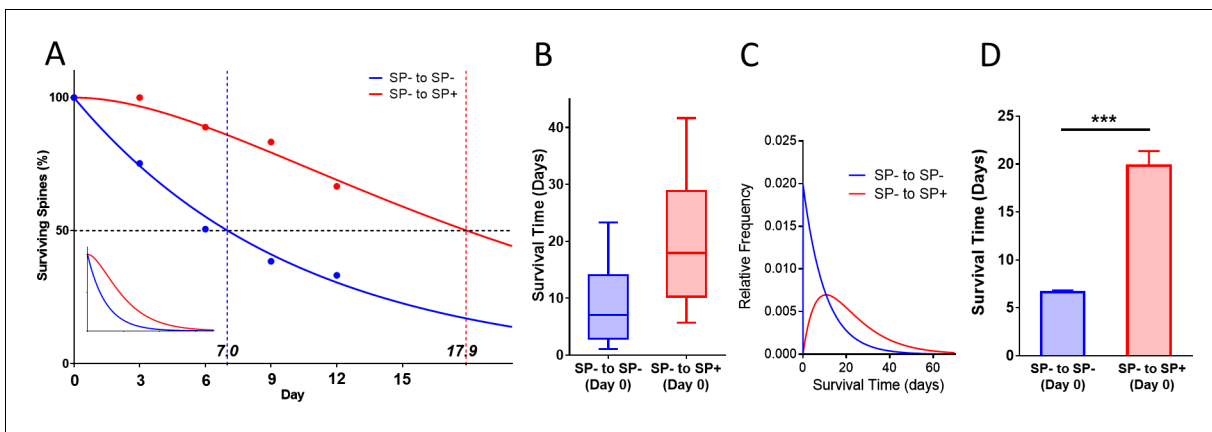 A
SP- to SP-
SP- to SP+
Surviving Spines (%)
100
50
0
7.0
17.9
0
3
6
9
12
15
Day
B
Survival Time (Days)
40
30
20
10
0
SP- to SP-
(Day 0)
SP- to SP+
(Day 0)
C
Relative Frequency
0.025
0.020
0.015
0.010
0.005
0.000
SP- to SP-
SP- to SP+
0
20
40
60
Survival Time (days)
D
Survival Time (Days)
25
20
15
10
5
0
***
SP- to SP-
(Day 0)
SP- to SP+
(Day 0)